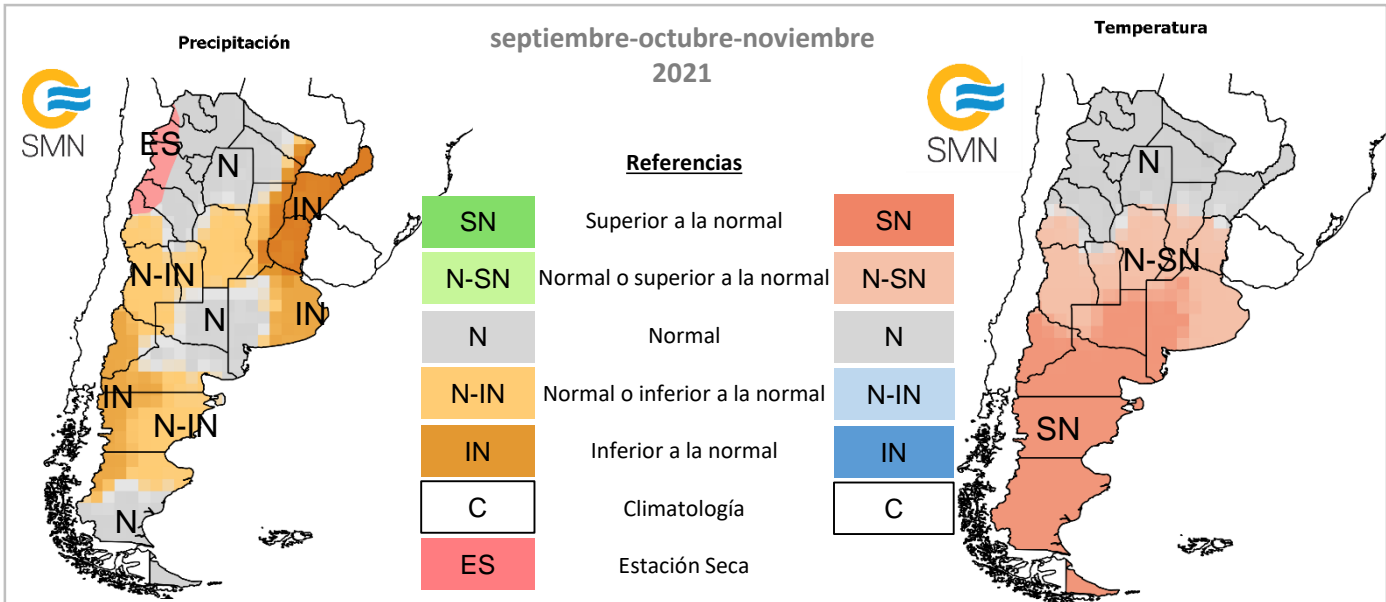 Precipitación
septiembre-octubre-noviembre
2021
Temperatura
SMN
SMN
ES
N
IN
N-IN
N
IN
IN
N-IN
N
Referencias
SN
Superior a la normal
SN
N-SN
Normal o superior a la normal
N-SN
N
Normal
N
N-IN
Normal o inferior a la normal
N-IN
IN
Inferior a la normal
IN
C
Climatología
C
ES
Estación Seca
N
N-SN
SN